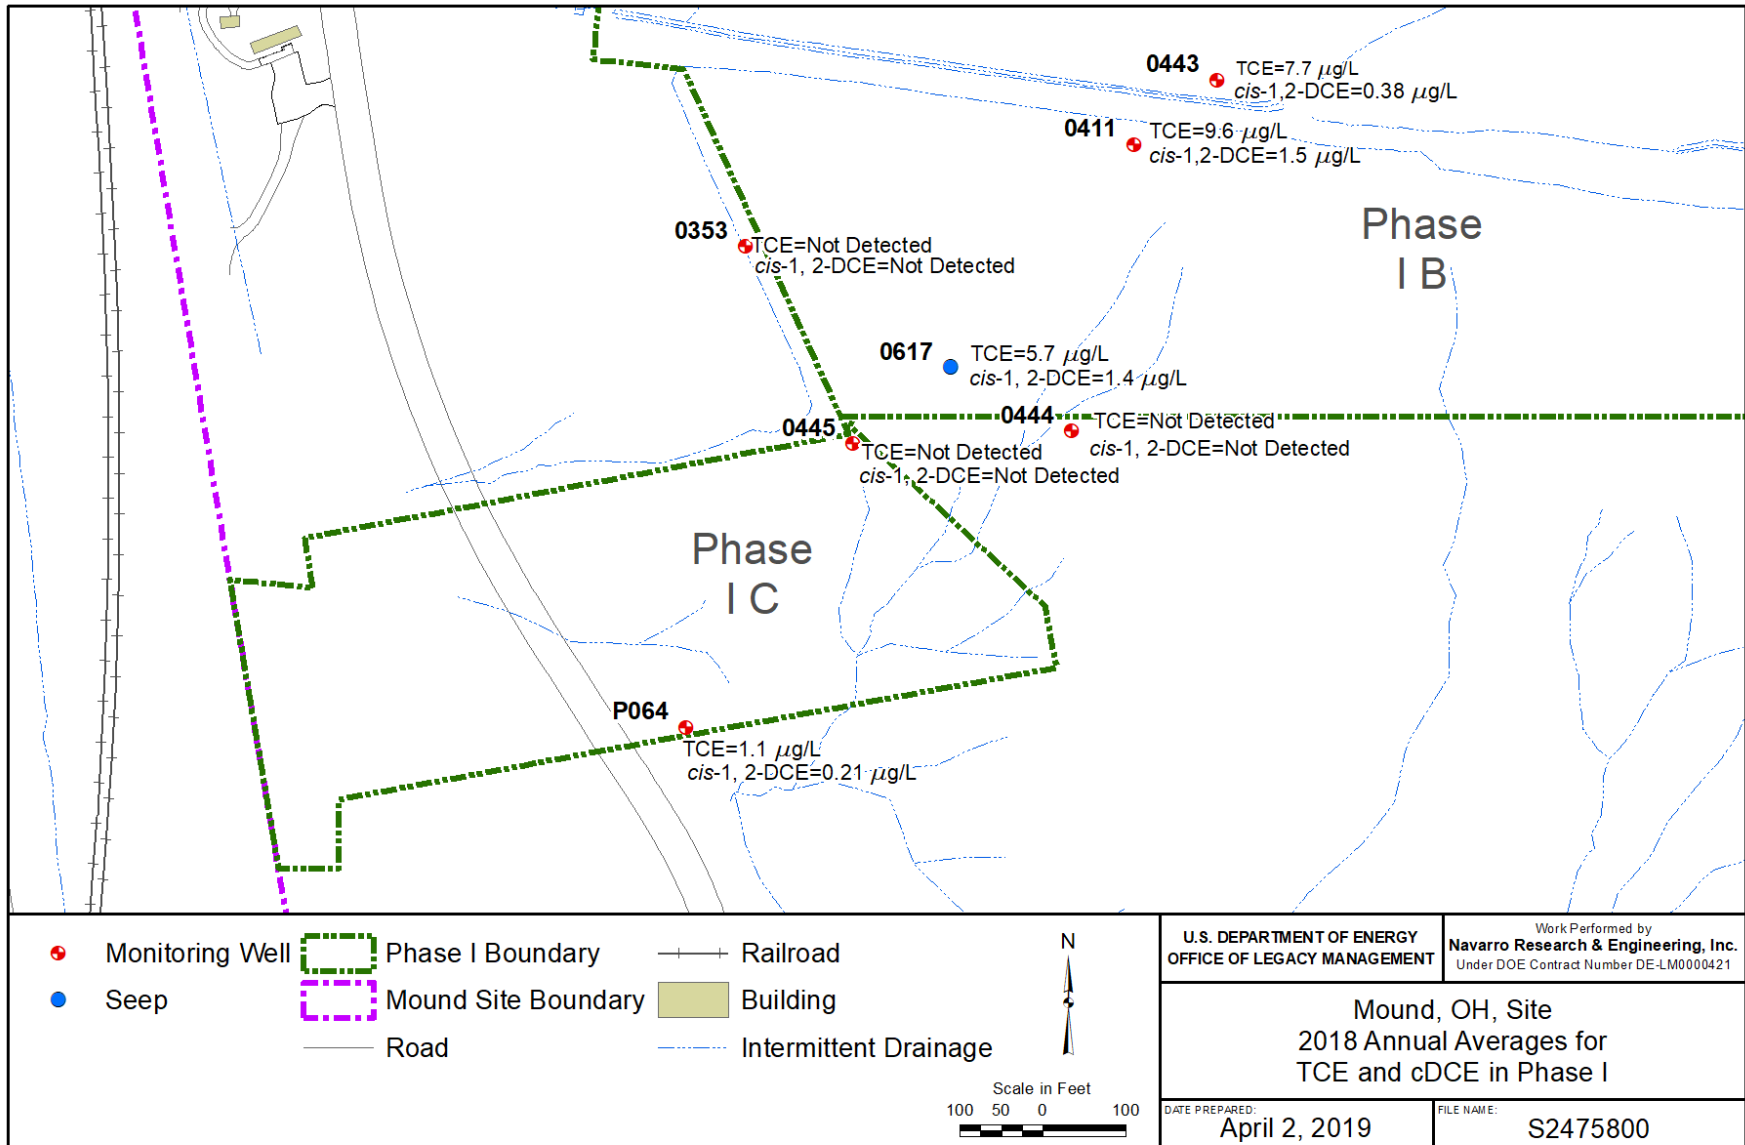 0443
TCE=7.7 µg/L
cis-1,2-DCE=0.38 µg/L
0411
TCE=9.6 µg/L
cis-1,2-DCE=1.5 µg/L
Phase
I B
0353
TCE=Not Detected
cis-1, 2-DCE=Not Detected
0617
TCE=5.7 µg/L
cis-1, 2-DCE=1.4 µg/L
0444
TCE=Not Detected
cis-1, 2-DCE=Not Detected
0445
TCE=Not Detected
cis-1, 2-DCE=Not Detected
Phase
I C
P064
TCE=1.1 µg/L
cis-1, 2-DCE=0.21 µg/L
Monitoring Well
Seep
Phase I Boundary
Mound Site Boundary
Road
Railroad
Building
Intermittent Drainage
N
Scale in Feet
100 50 0 100
U.S. DEPARTMENT OF ENERGY
OFFICE OF LEGACY MANAGEMENT
Work Performed by
Navarro Research & Engineering, Inc.
Under DOE Contract Number DE-LM0000421
Mound, OH, Site
2018 Annual Averages for
TCE and cDCE in Phase I
DATE PREPARED:
April 2, 2019
FILE NAME:
S2475800